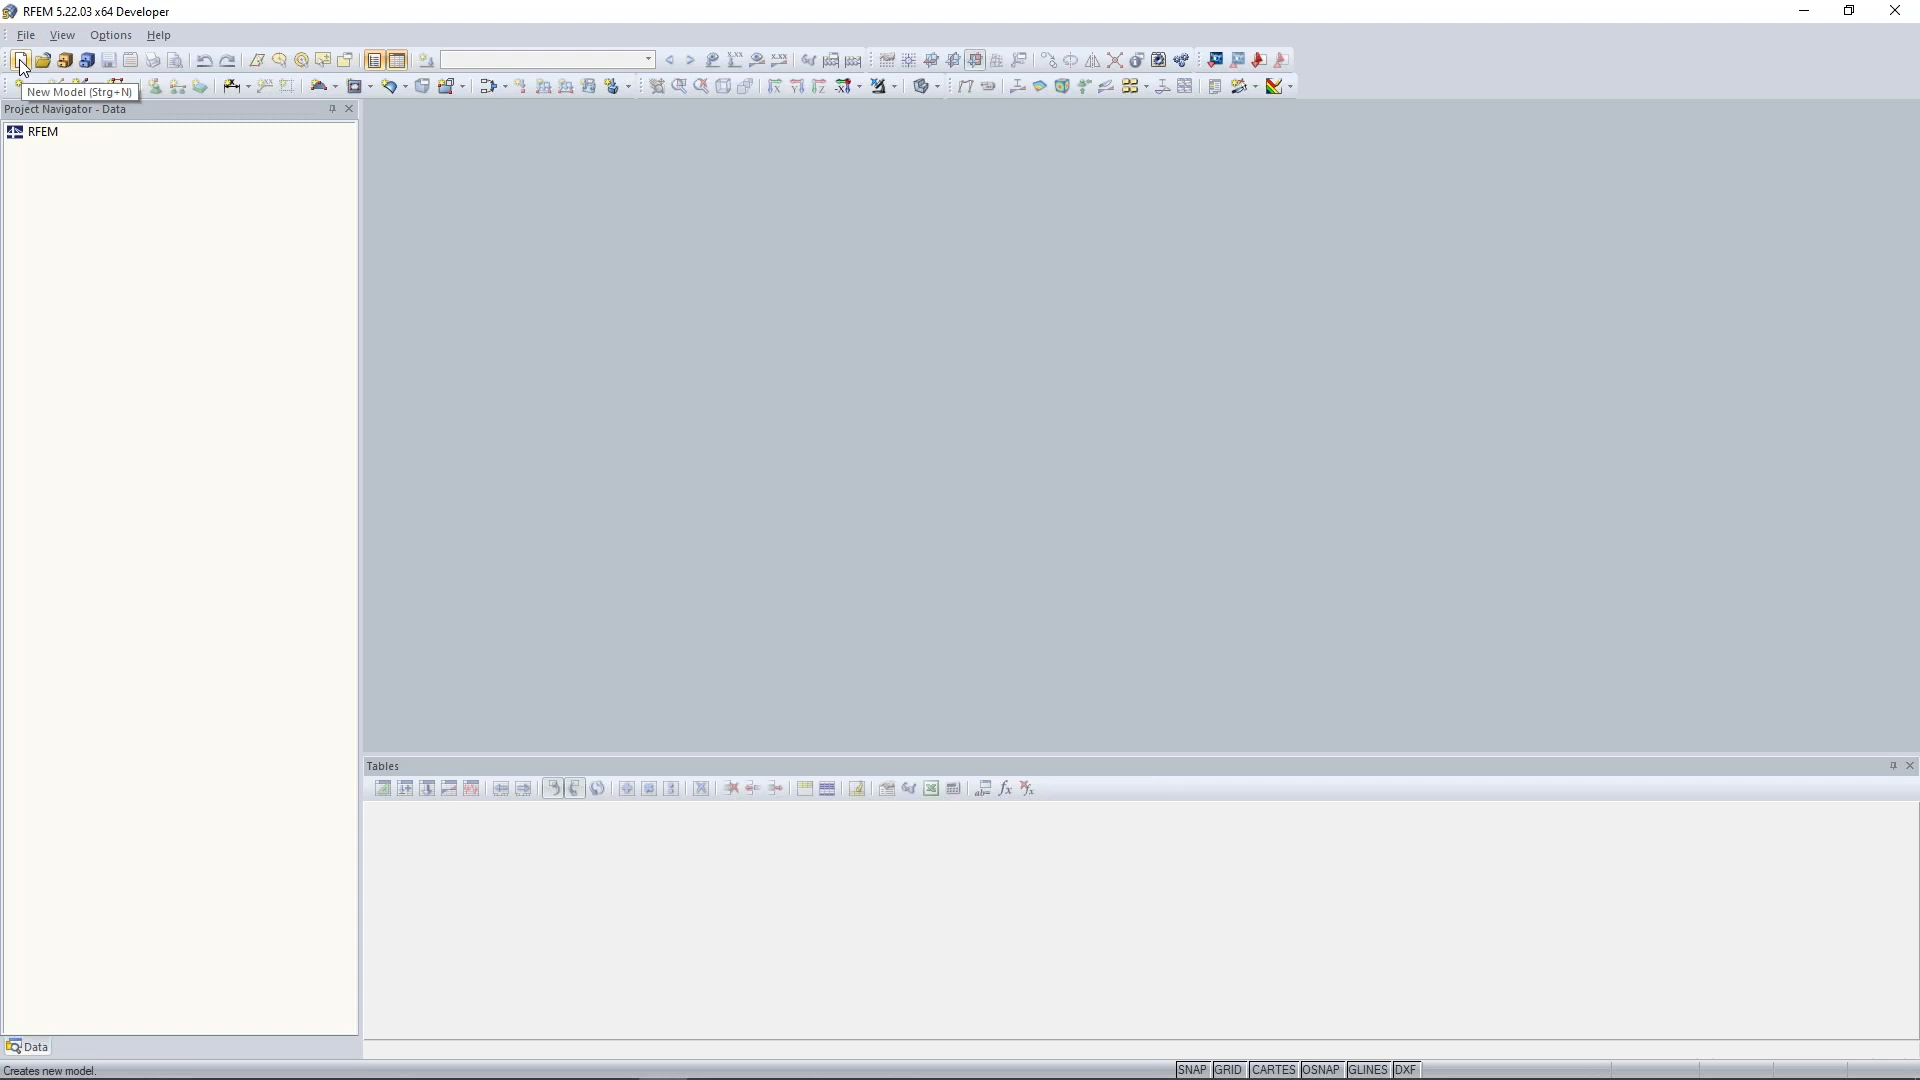 RFEM 5.22.03 x64 Developer
File View Options Help
New Model (Strg+N)
Project Navigator - Data
RFEM
Tables
Data
Creates new model.
SNAP GRID CARTES OSNAP GLINES DXF